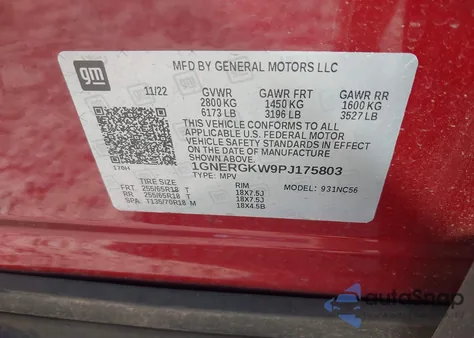 gm
MFD BY GENERAL MOTORS LLC
11/22 GVWR GAWR FRT GAWR RR
2800 KG 1450 KG 1600 KG
6173 LB 3196 LB 3527 LB
THIS VEHICLE CONFORMS TO ALL
APPLICABLE U.S. FEDERAL MOTOR
VEHICLE SAFETY STANDARDS IN EFFECT
ON THE DATE OF MANUFACTURE
SHOWN ABOVE.
1GNERGKW9PJ175803
TYPE: MPV
170H
TIRE SIZE RIM MODEL: 931NC56
FRT: 255/65R18 T 18X7.5J
RR 255/65R18 T 18X7.5J
SPA: T135/70R18 M 18X4.5B
autoSnap